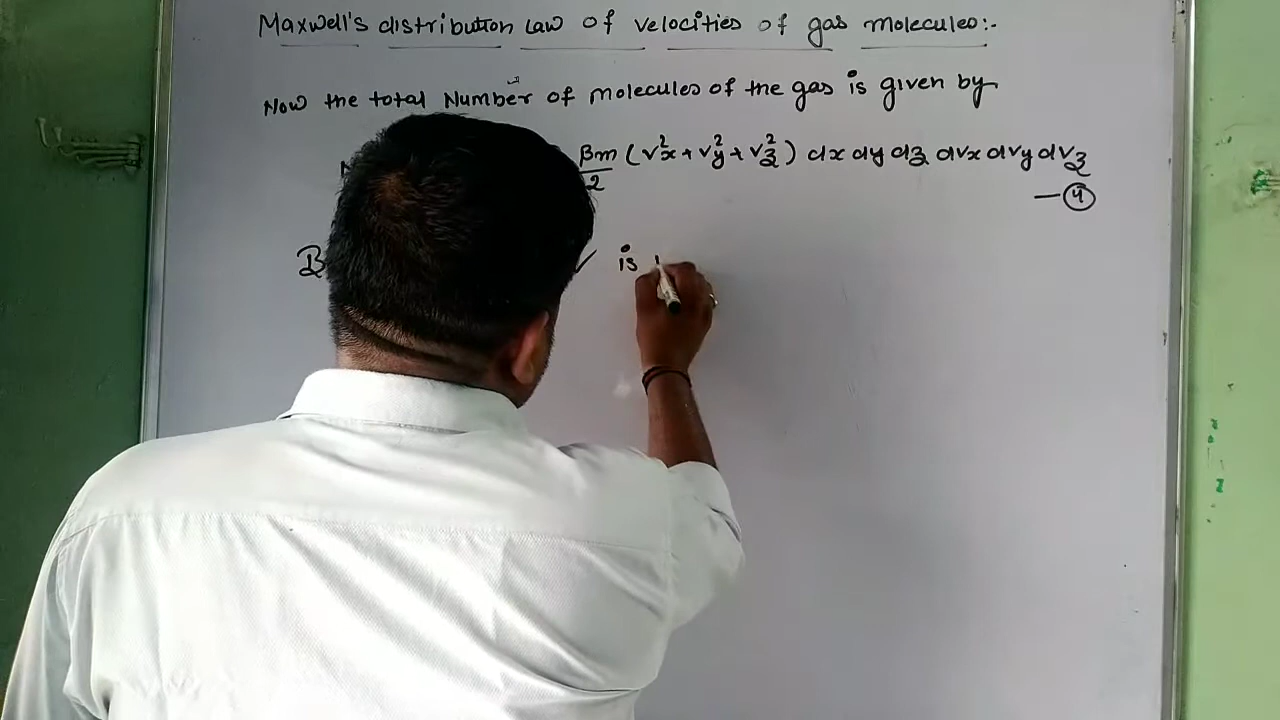 Maxwell's distribution Law of velocities of gas molecules:-
Now the total Number of molecules of the gas is given by
βm/2 (v²x + v²y + v²z) dx dy dz dvx dvy dvz
—④
B
is